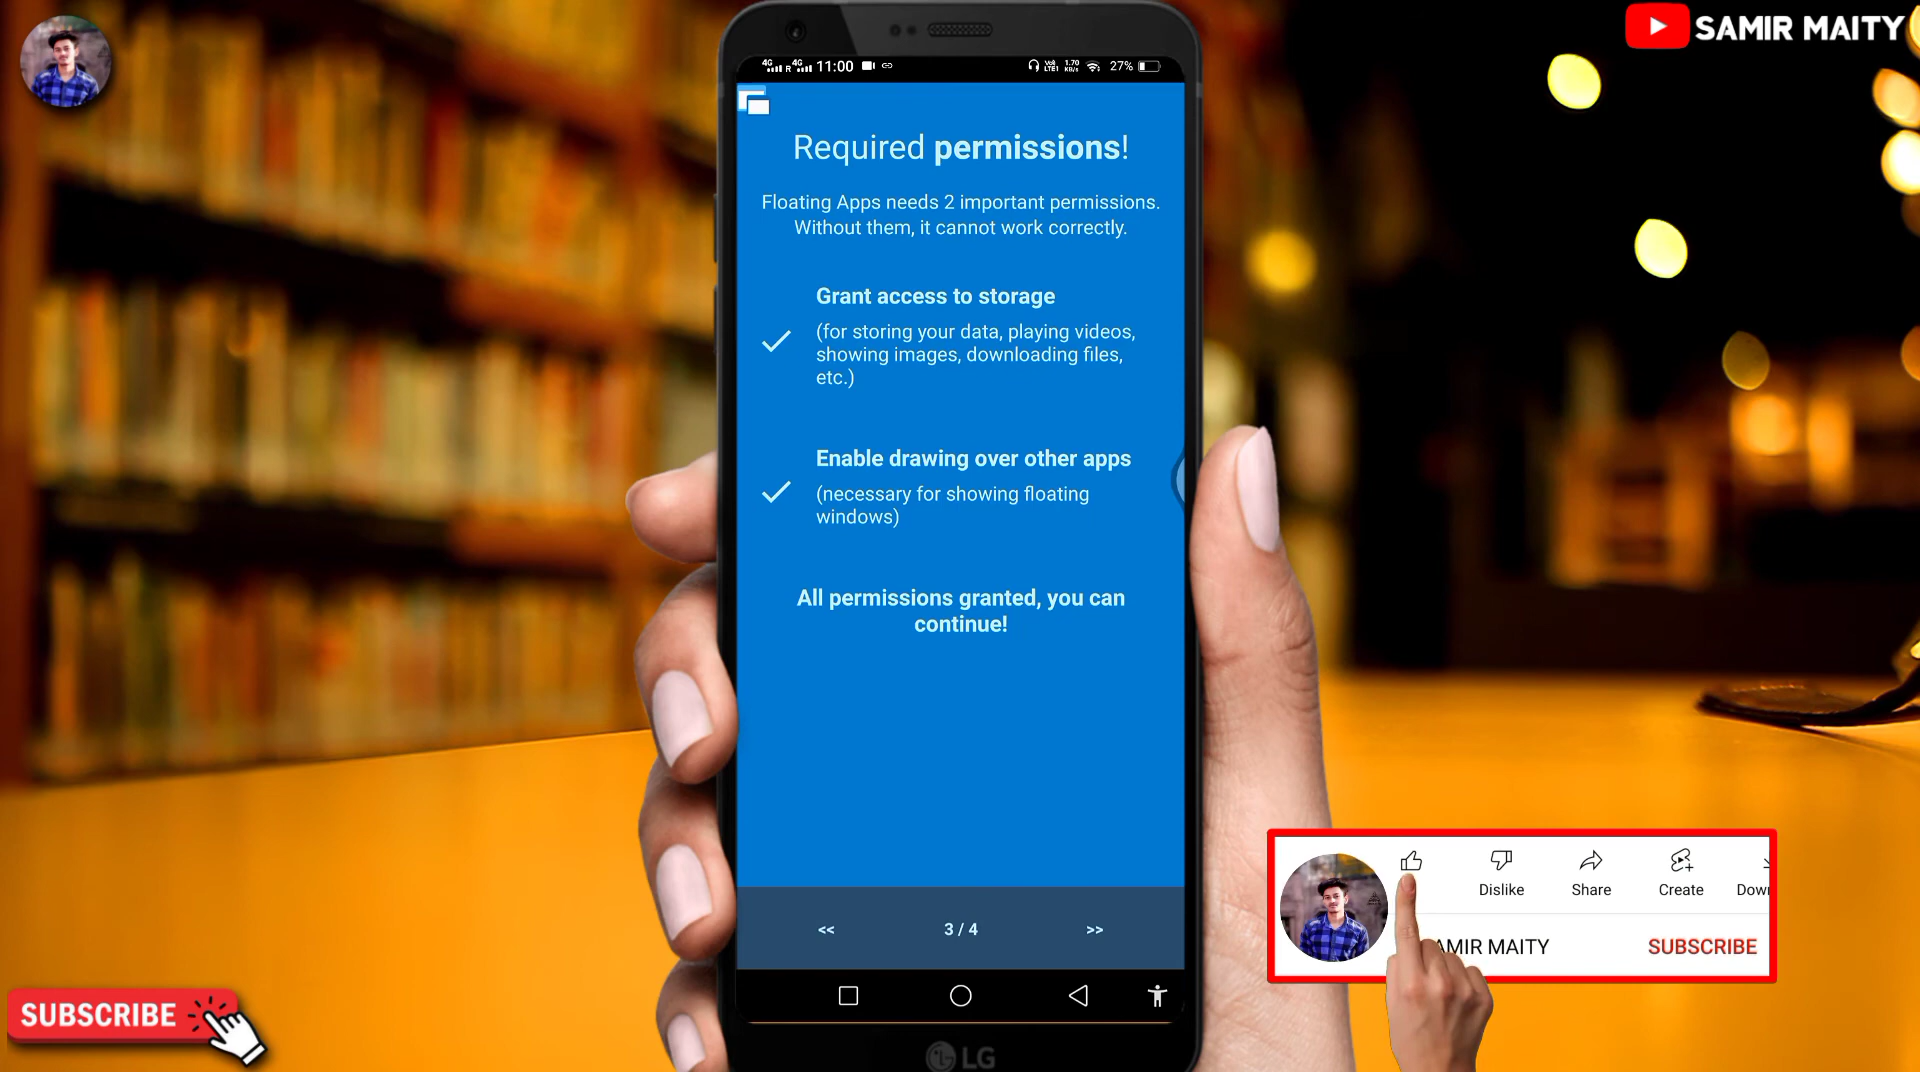 SAMIR MAITY
11:00
27%
Required permissions!
Floating Apps needs 2 important permissions.
Without them, it cannot work correctly.
Grant access to storage
(for storing your data, playing videos,
showing images, downloading files,
etc.)
Enable drawing over other apps
(necessary for showing floating
windows)
All permissions granted, you can
continue!
<< 3 / 4 >>
LG
Dislike Share Create Down
AMIR MAITY SUBSCRIBE
SUBSCRIBE